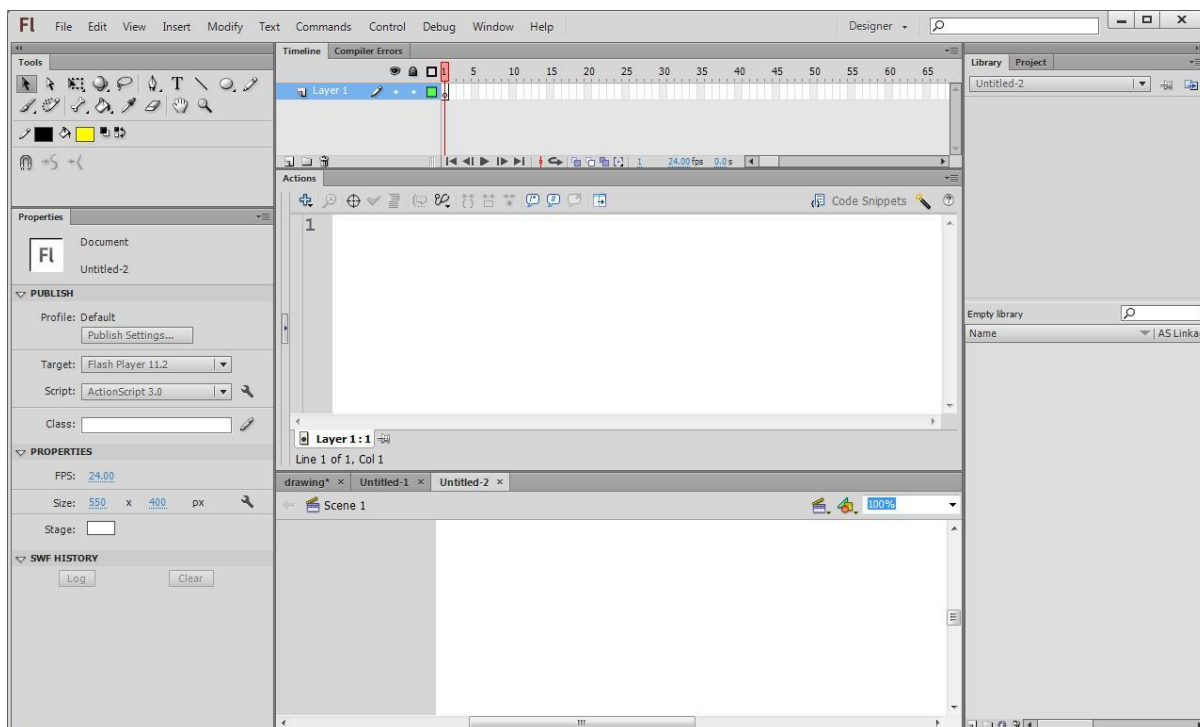 Fl File Edit View Insert Modify Text Commands Control Debug Window Help Designer
Tools
Timeline Compiler Errors
1 5 10 15 20 25 30 35 40 45 50 55 60 65
Layer 1
1 24.00 fps 0.0 s
Actions
Code Snippets
1
Layer 1 : 1
Line 1 of 1, Col 1
Properties
Fl
Document
Untitled-2
PUBLISH
Profile: Default
Publish Settings...
Target: Flash Player 11.2
Script: ActionScript 3.0
Class:
PROPERTIES
FPS: 24.00
Size: 550 x 400 px
Stage:
SWF HISTORY
Log Clear
drawing* × Untitled-1 × Untitled-2 ×
Scene 1 100%
Library Project
Untitled-2
Empty library
Name AS Linka